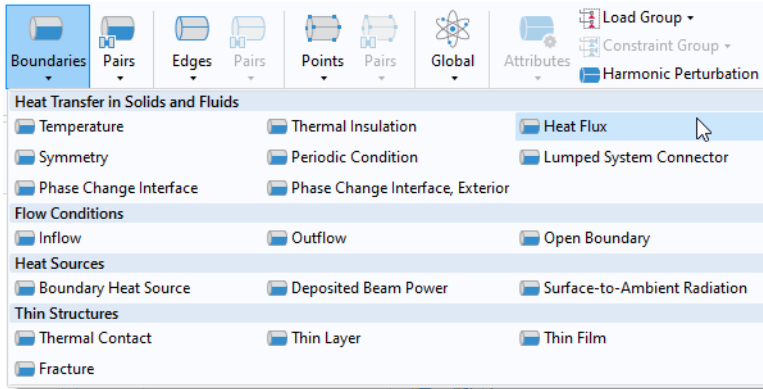 Boundaries Pairs Edges Pairs Points Pairs Global Attributes
Load Group
Constraint Group
Harmonic Perturbation
Heat Transfer in Solids and Fluids
Temperature Thermal Insulation Heat Flux
Symmetry Periodic Condition Lumped System Connector
Phase Change Interface Phase Change Interface, Exterior
Flow Conditions
Inflow Outflow Open Boundary
Heat Sources
Boundary Heat Source Deposited Beam Power Surface-to-Ambient Radiation
Thin Structures
Thermal Contact Thin Layer Thin Film
Fracture